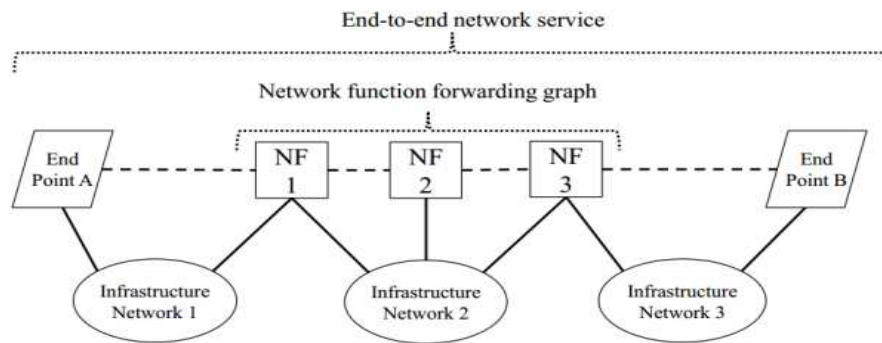 End-to-end network service
Network function forwarding graph
End
Point A
NF
1
NF
2
NF
3
End
Point B
Infrastructure
Network 1
Infrastructure
Network 2
Infrastructure
Network 3